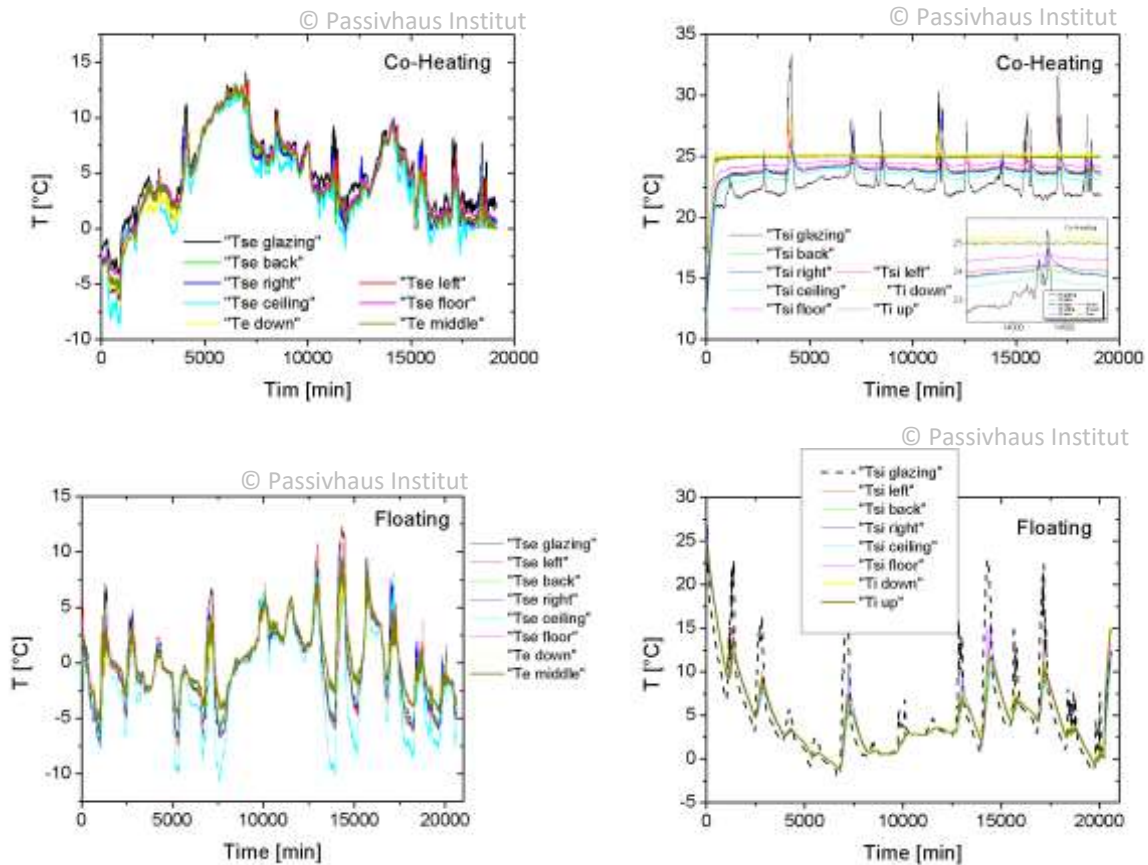 © Passivhaus Institut
Co-Heating
T [°C]
15
10
5
0
-5
-10
"Tse glazing"
"Tse back"
"Tse right" "Tse left"
"Tse ceiling" "Tse floor"
"Te down" "Te middle"
0 5000 10000 15000 20000
Tim [min]
© Passivhaus Institut
Co-Heating
T [°C]
35
30
25
20
15
10
"Tsi glazing"
"Tsi back"
"Tsi right" "Tsi left"
"Tsi ceiling" "Ti down"
"Tsi floor" "Ti up"
Co-Heating
25
24
23
0 5000 10000 15000 20000
Time [min]
© Passivhaus Institut
Floating
T [°C]
15
10
5
0
-5
-10
"Tse glazing"
"Tse left"
"Tse back"
"Tse right"
"Tse ceiling"
"Tse floor"
"Te down"
"Te middle"
0 5000 10000 15000 20000
Time [min]
© Passivhaus Institut
"Tsi glazing"
"Tsi left"
"Tsi back"
"Tsi right"
"Tsi ceiling"
"Tsi floor"
"Ti down"
"Ti up"
Floating
T [°C]
30
25
20
15
10
5
0
-5
0 5000 10000 15000 20000
Time [min]